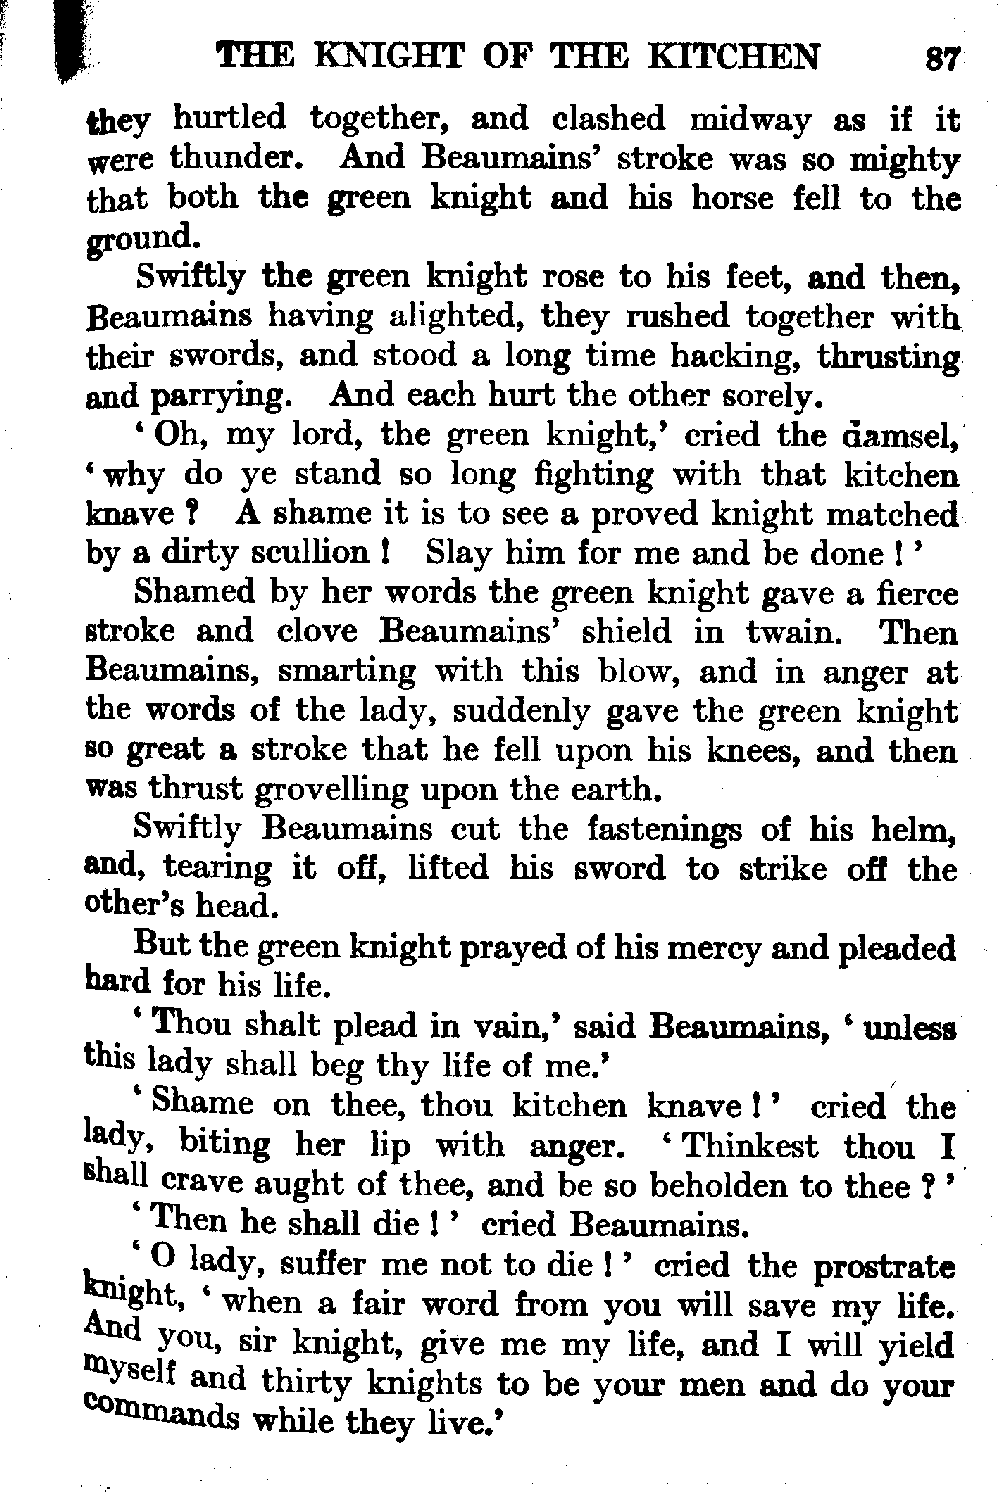 THE KNIGHT OF THE KITCHEN 87
they hurtled together, and clashed midway as if it
were thunder. And Beaumains' stroke was so mighty
that both the green knight and his horse fell to the
ground.
Swiftly the green knight rose to his feet, and then,
Beaumains having alighted, they rushed together with
their swords, and stood a long time hacking, thrusting
and parrying. And each hurt the other sorely.
' Oh, my lord, the green knight,' cried the damsel,
' why do ye stand so long fighting with that kitchen
knave ? A shame it is to see a proved knight matched
by a dirty scullion ! Slay him for me and be done ! '
Shamed by her words the green knight gave a fierce
stroke and clove Beaumains' shield in twain. Then
Beaumains, smarting with this blow, and in anger at
the words of the lady, suddenly gave the green knight
so great a stroke that he fell upon his knees, and then
was thrust grovelling upon the earth.
Swiftly Beaumains cut the fastenings of his helm,
and, tearing it off, lifted his sword to strike off the
other's head.
But the green knight prayed of his mercy and pleaded
hard for his life.
' Thou shalt plead in vain,' said Beaumains, ' unless
this lady shall beg thy life of me.'
' Shame on thee, thou kitchen knave ! ' cried the
lady, biting her lip with anger. ' Thinkest thou I
shall crave aught of thee, and be so beholden to thee ? '
' Then he shall die ! ' cried Beaumains.
' O lady, suffer me not to die ! ' cried the prostrate
knight, ' when a fair word from you will save my life.
And you, sir knight, give me my life, and I will yield
myself and thirty knights to be your men and do your
commands while they live.'